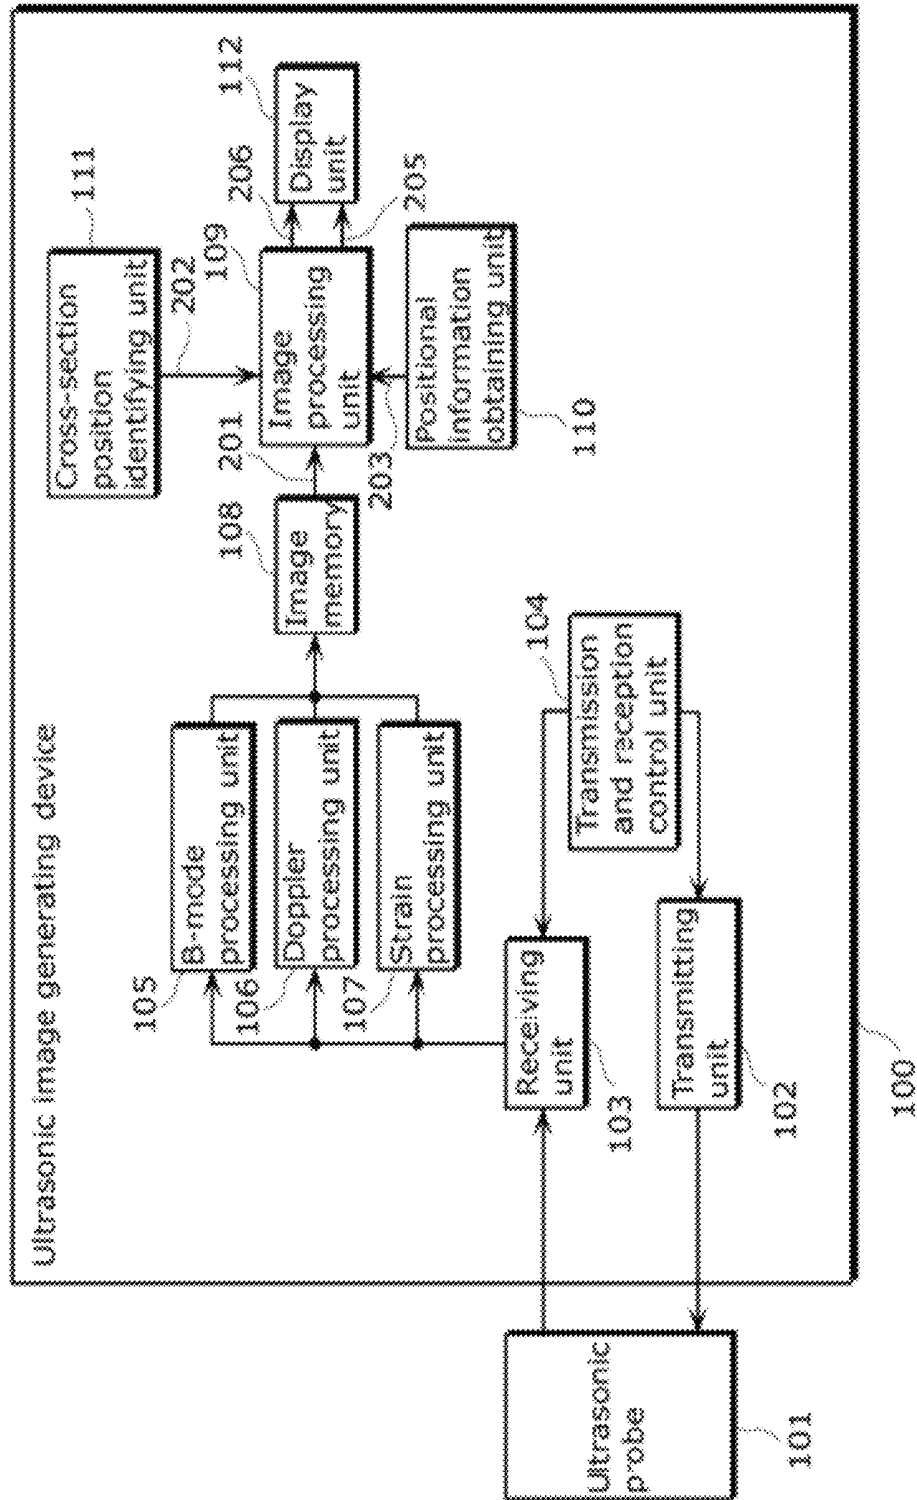 Ultrasonic image generating device
Cross-section
position
identifying unit
111
202
B-mode
processing unit
105
Doppler
processing unit
106
Strain
processing unit
107
Image
memory
108
201
Image
processing
unit
109
206
205
Display
unit
112
203
Positional
information
obtaining unit
110
Ultrasonic
probe
101
Receiving
unit
103
Transmitting
unit
102
Transmission
and reception
control unit
104
100